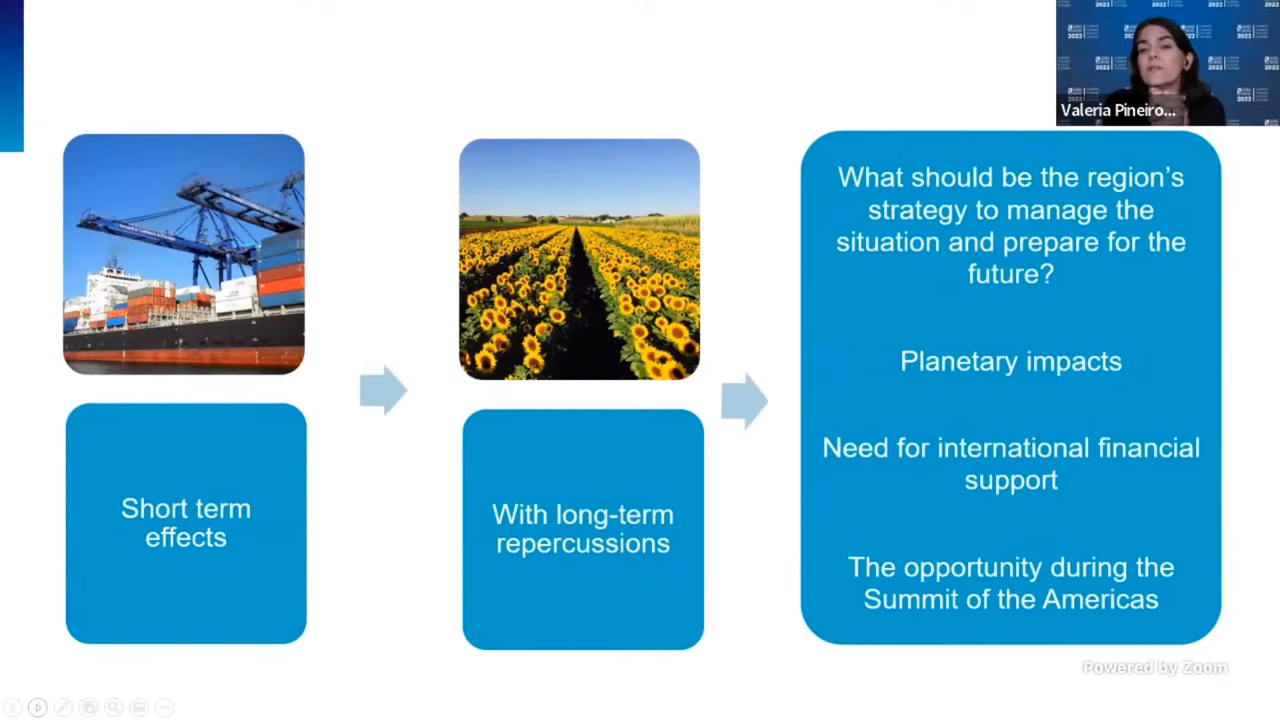 Valeria Pineiro...
Short term
effects
With long-term
repercussions
What should be the region's
strategy to manage the
situation and prepare for the
future?
Planetary impacts
Need for international financial
support
The opportunity during the
Summit of the Americas
Powered by Zoom